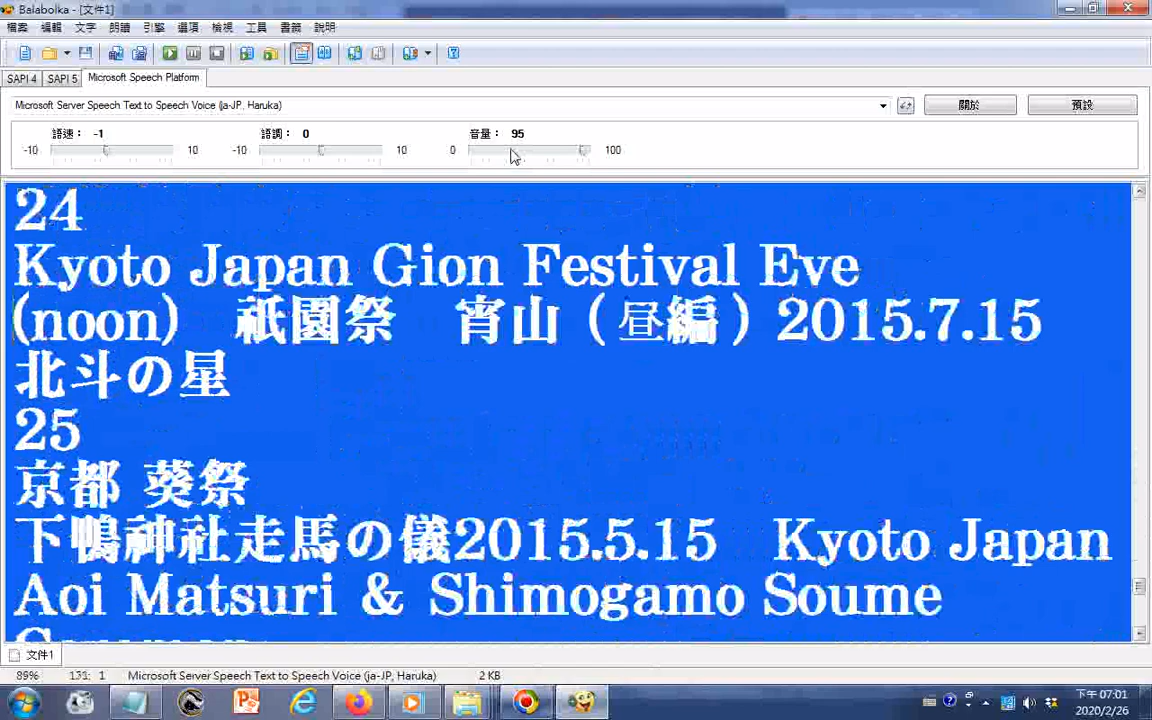 Balabolka - [文件1]
檔案 編輯 文字 朗讀 引擎 選項 檢視 工具 書籤 說明
SAPI 4 SAPI 5 Microsoft Speech Platform
Microsoft Server Speech Text to Speech Voice (ja-JP, Haruka) 關於 預設
語速： -1 語調： 0 音量： 95
-10 10 -10 10 0 100
24
Kyoto Japan Gion Festival Eve
(noon)　祇園祭　宵山（昼編）2015.7.15
北斗の星
25
京都 葵祭
下鴨神社走馬の儀2015.5.15　Kyoto Japan
Aoi Matsuri & Shimogamo Soume
文件1
89% 131: 1 Microsoft Server Speech Text to Speech Voice (ja-JP, Haruka) 2 KB
下午 07:01
2020/2/26